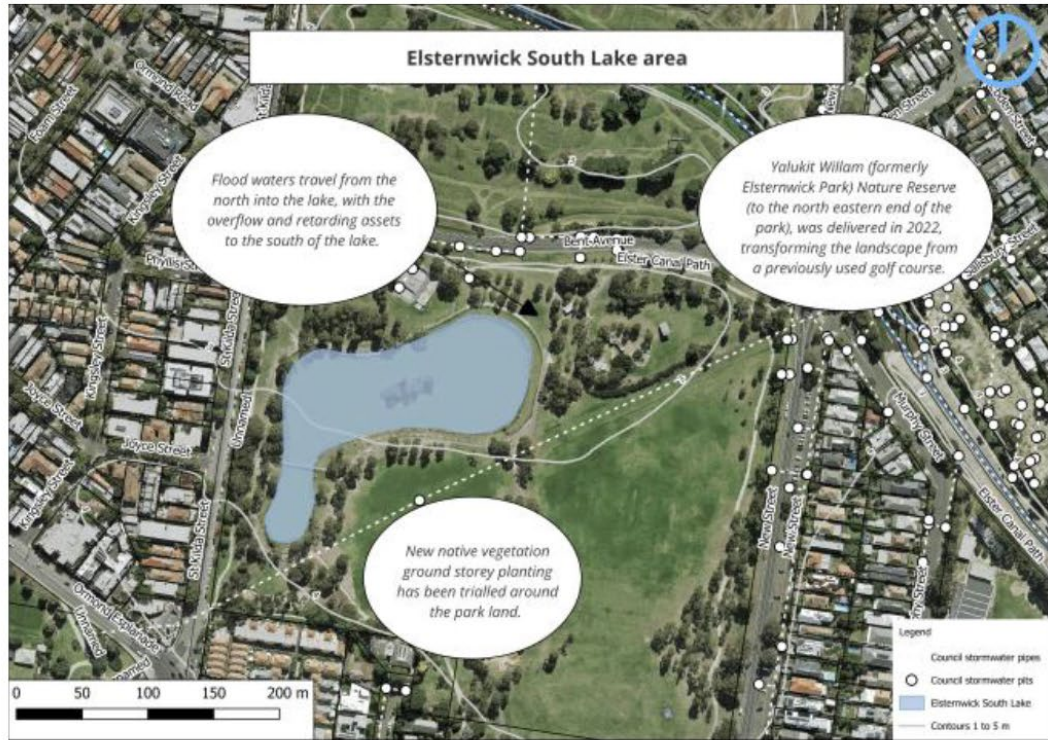 Elsternwick South Lake area
Flood waters travel from the
north into the lake, with the
overflow and retarding assets
to the south of the lake.
Yalukit Willam (formerly
Elsternwick Park) Nature Reserve
(to the north eastern end of the
park), was delivered in 2022,
transforming the landscape from
a previously used golf course.
New native vegetation
ground storey planting
has been trialled around
the park land.
Ormond Road
Foam Street
Kingsley Street
Phyllis
Kingsley Street
St Kilda Street
Bent Avenue
Elster Canal Path
Salisbury Street
Joyce Street
Joyce Street
Unnamed
Kingsley Street
St Kilda Street
Ormond Esplanade
Unnamed
New Street
New Street
Murphy Street
Elster Canal Path
0 50 100 150 200 m
Legend
Council stormwater pipes
Council stormwater pits
Elsternwick South Lake
Contours 1 to 5 m